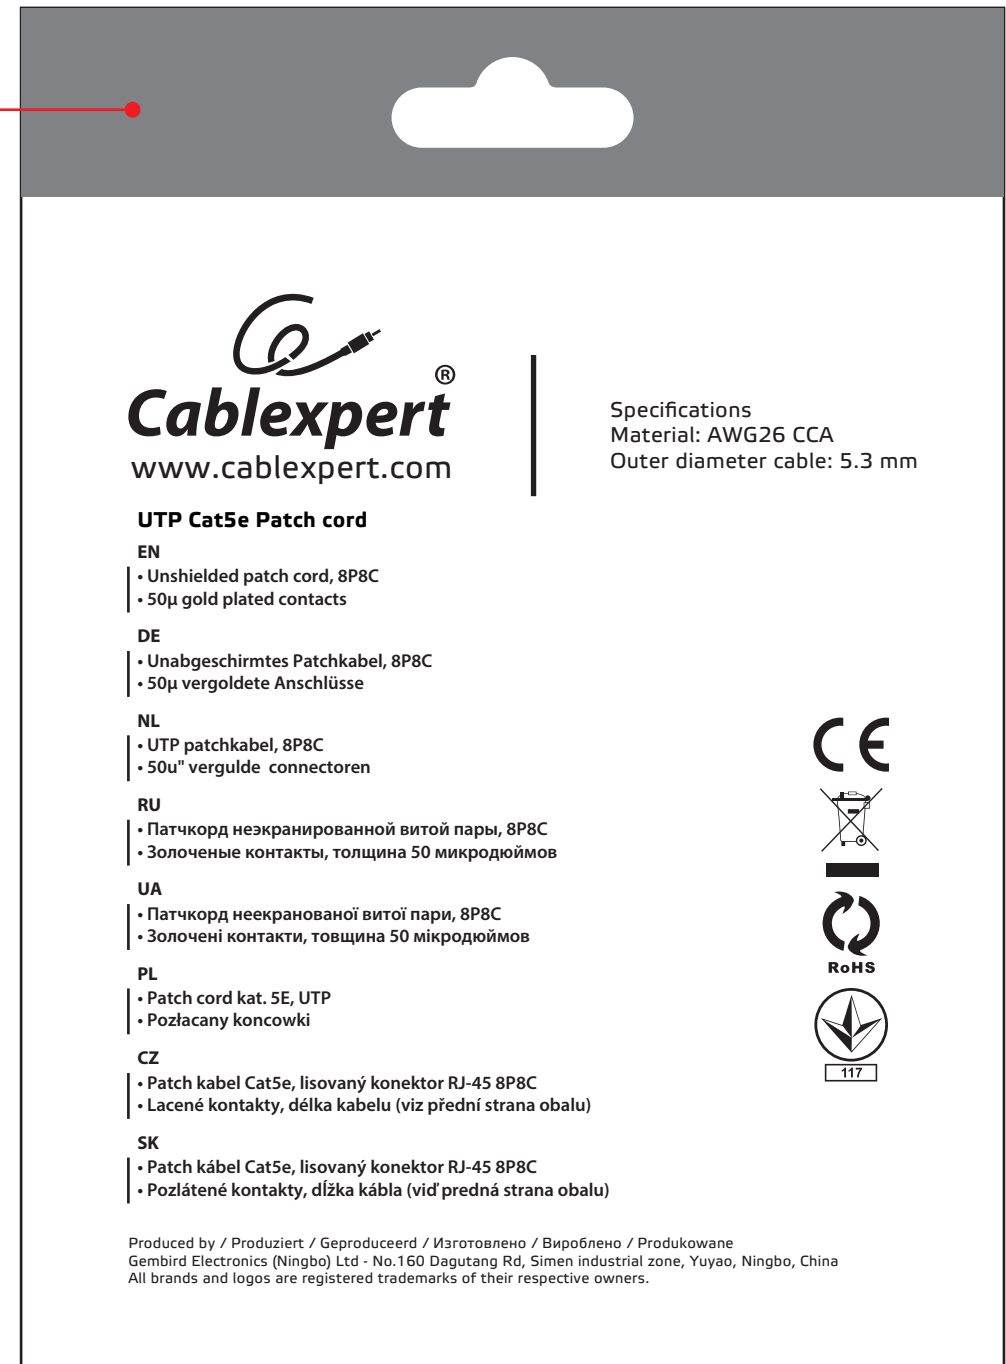 Cablexpert®
www.cablexpert.com
Specifications
Material: AWG26 CCA
Outer diameter cable: 5.3 mm
UTP Cat5e Patch cord
EN
• Unshielded patch cord, 8P8C
• 50µ gold plated contacts
DE
• Unabgeschirmtes Patchkabel, 8P8C
• 50µ vergoldete Anschlüsse
NL
• UTP patchkabel, 8P8C
• 50u" vergulde  connectoren
RU
• Патчкорд неэкранированной витой пары, 8P8C
• Золоченые контакты, толщина 50 микродюймов
UA
• Патчкорд неекранованої витої пари, 8P8C
• Золочені контакти, товщина 50 мікродюймов
PL
• Patch cord kat. 5E, UTP
• Pozłacany koncowki
CZ
• Patch kabel Cat5e, lisovaný konektor RJ-45 8P8C
• Lacené kontakty, délka kabelu (viz přední strana obalu)
SK
• Patch kábel Cat5e, lisovaný konektor RJ-45 8P8C
• Pozlátené kontakty, dĺžka kábla (viď predná strana obalu)
CE
RoHS
117
Produced by / Produziert / Geproduceerd / Изготовлено / Вироблено / Produkowane
Gembird Electronics (Ningbo) Ltd - No.160 Dagutang Rd, Simen industrial zone, Yuyao, Ningbo, China
All brands and logos are registered trademarks of their respective owners.